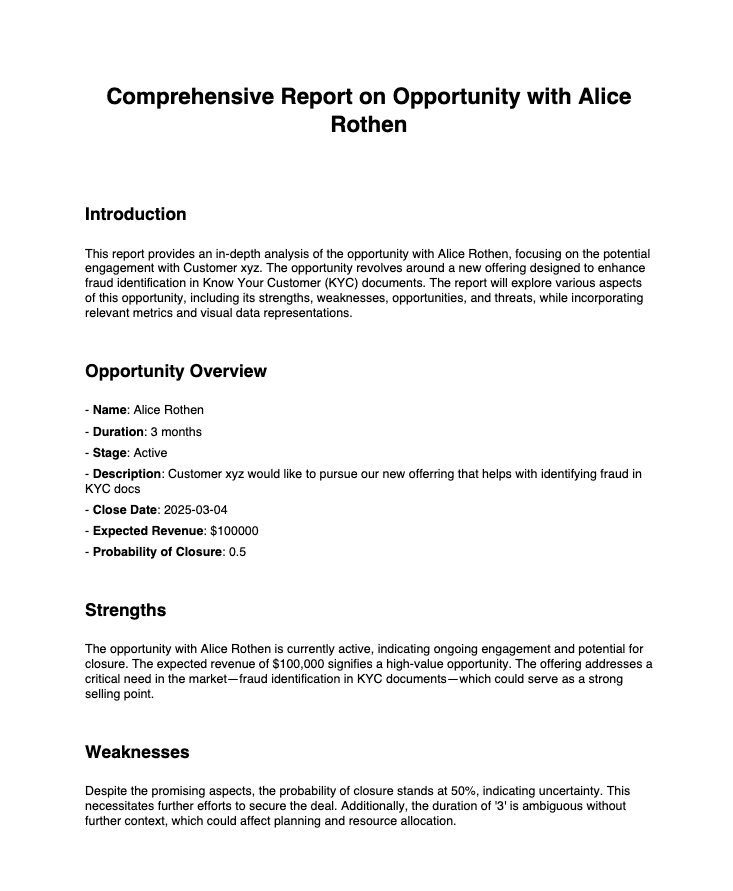 Comprehensive Report on Opportunity with Alice
Rothen
Introduction
This report provides an in-depth analysis of the opportunity with Alice Rothen, focusing on the potential
engagement with Customer xyz. The opportunity revolves around a new offering designed to enhance
fraud identification in Know Your Customer (KYC) documents. The report will explore various aspects
of this opportunity, including its strengths, weaknesses, opportunities, and threats, while incorporating
relevant metrics and visual data representations.
Opportunity Overview
- Name: Alice Rothen
- Duration: 3 months
- Stage: Active
- Description: Customer xyz would like to pursue our new offerring that helps with identifying fraud in
KYC docs
- Close Date: 2025-03-04
- Expected Revenue: $100000
- Probability of Closure: 0.5
Strengths
The opportunity with Alice Rothen is currently active, indicating ongoing engagement and potential for
closure. The expected revenue of $100,000 signifies a high-value opportunity. The offering addresses a
critical need in the market—fraud identification in KYC documents—which could serve as a strong
selling point.
Weaknesses
Despite the promising aspects, the probability of closure stands at 50%, indicating uncertainty. This
necessitates further efforts to secure the deal. Additionally, the duration of '3' is ambiguous without
further context, which could affect planning and resource allocation.